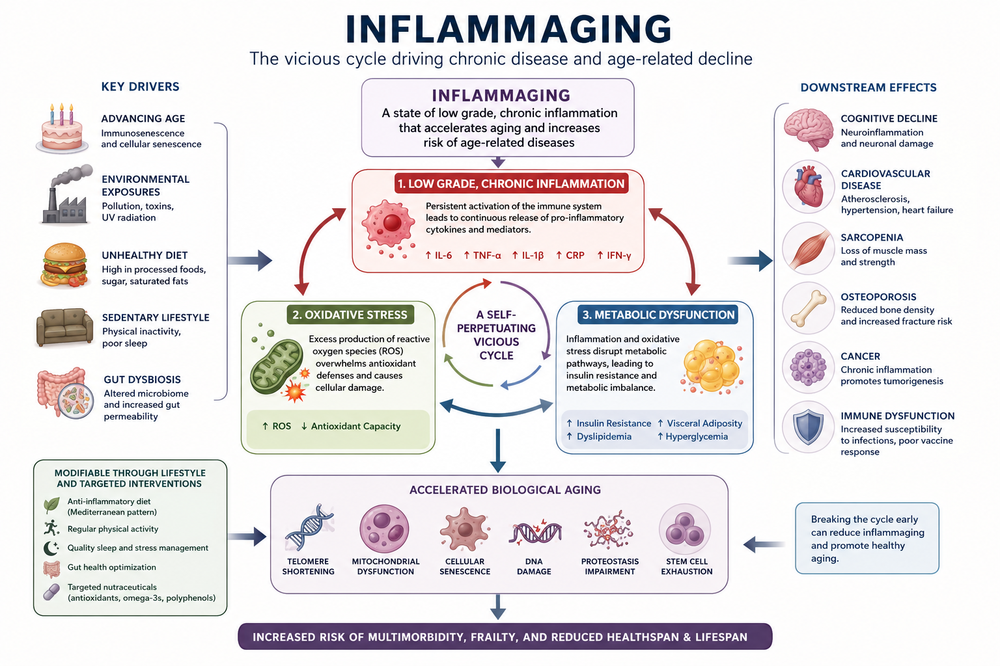 INFLAMMAGING
The vicious cycle driving chronic disease and age-related decline
KEY DRIVERS
ADVANCING AGE
Immunosenescence
and cellular senescence
ENVIRONMENTAL
EXPOSURES
Pollution, toxins,
UV radiation
UNHEALTHY DIET
High in processed foods,
sugar, saturated fats
SEDENTARY LIFESTYLE
Physical inactivity,
poor sleep
GUT DYSBIOSIS
Altered microbiome
and increased gut
permeability
INFLAMMAGING
A state of low grade, chronic inflammation
that accelerates aging and increases
risk of age-related diseases
1. LOW GRADE, CHRONIC INFLAMMATION
Persistent activation of the immune system
leads to continuous release of pro-inflammatory
cytokines and mediators.
↑ IL-6 ↑ TNF-α ↑ IL-1β ↑ CRP ↑ IFN-γ
2. OXIDATIVE STRESS
Excess production of reactive
oxygen species (ROS)
overwhelms antioxidant
defenses and causes
cellular damage.
↑ ROS ↓ Antioxidant Capacity
A SELF-
PERPETUATING
VICIOUS
CYCLE
3. METABOLIC DYSFUNCTION
Inflammation and oxidative
stress disrupt metabolic
pathways, leading to
insulin resistance and
metabolic imbalance.
↑ Insulin Resistance ↑ Visceral Adiposity
↑ Dyslipidemia ↑ Hyperglycemia
DOWNSTREAM EFFECTS
COGNITIVE DECLINE
Neuroinflammation
and neuronal damage
CARDIOVASCULAR
DISEASE
Atherosclerosis,
hypertension, heart failure
SARCOPENIA
Loss of muscle mass
and strength
OSTEOPOROSIS
Reduced bone density
and increased fracture risk
CANCER
Chronic inflammation
promotes tumorigenesis
IMMUNE DYSFUNCTION
Increased susceptibility
to infections, poor vaccine
response
MODIFIABLE THROUGH LIFESTYLE
AND TARGETED INTERVENTIONS
Anti-inflammatory diet
(Mediterranean pattern)
Regular physical activity
Quality sleep and stress management
Gut health optimization
Targeted nutraceuticals
(antioxidants, omega-3s, polyphenols)
ACCELERATED BIOLOGICAL AGING
TELOMERE
SHORTENING
MITOCHONDRIAL
DYSFUNCTION
CELLULAR
SENESCENCE
DNA
DAMAGE
PROTEOSTASIS
IMPAIRMENT
STEM CELL
EXHAUSTION
Breaking the cycle early
can reduce inflammaging
and promote healthy
aging.
INCREASED RISK OF MULTIMORBIDITY, FRAILTY, AND REDUCED HEALTHSPAN & LIFESPAN